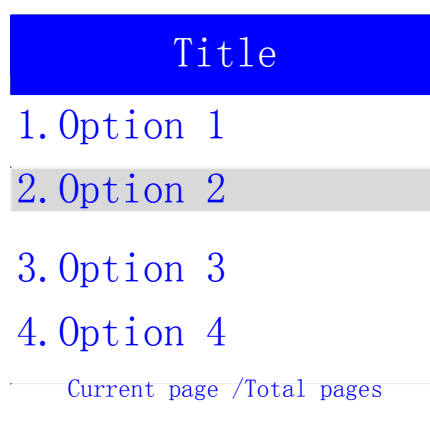 Title
1.Option 1
2.Option 2
3.Option 3
4.Option 4
Current page /Total pages